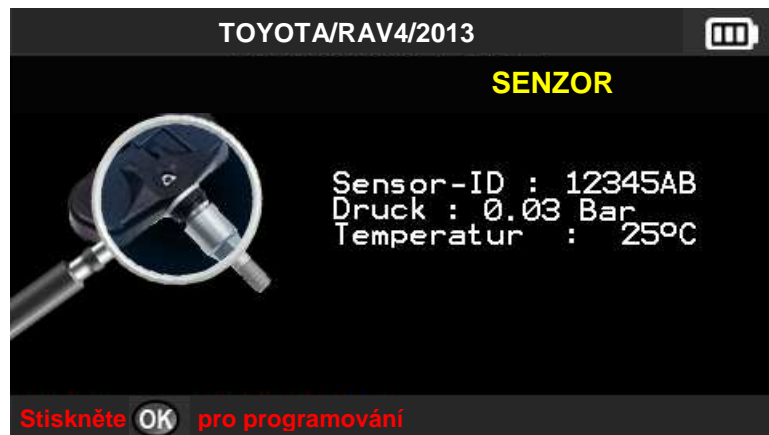 TOYOTA/RAV4/2013
SENZOR
Sensor-ID : 12345AB
Druck : 0.03 Bar
Temperatur : 25ºC
Stiskněte OK pro programování